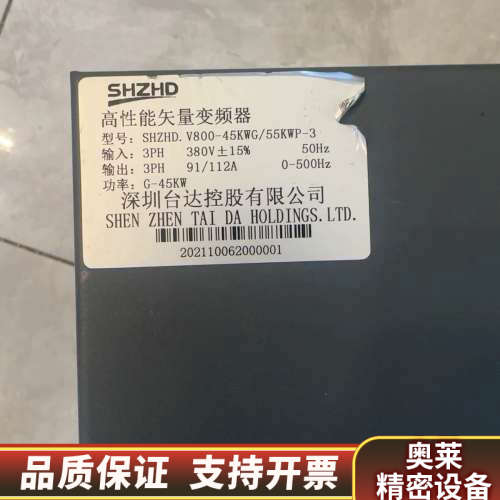 SHZHD
高性能矢量变频器
型号: SHZHD.V800-45KWG/55KWP-3
输入: 3PH 380V±15% 50Hz
输出: 3PH 91/112A 0-500Hz
功率: G-45KW
深圳台达控股有限公司
SHEN ZHEN TAI DA HOLDINGS.LTD.
202110062000001
品质保证 支持开票
奥莱
精密设备